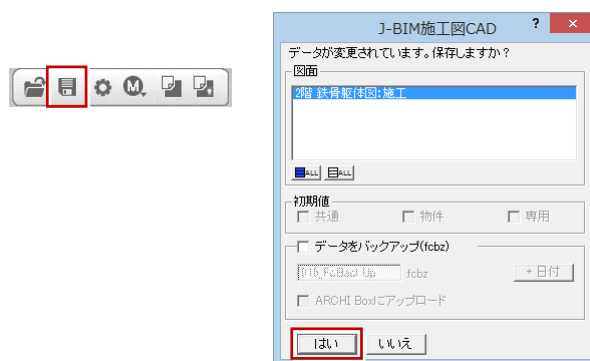 J-BIM施工図CAD
? ×
データが変更されています。保存しますか？
図面
2階 鉄骨躯体図:施工
ALL ALL
初期値
共通 物件 専用
データをバックアップ(fcbz)
fcbz +日付
ARCHI Boxにアップロード
はい いいえ
M